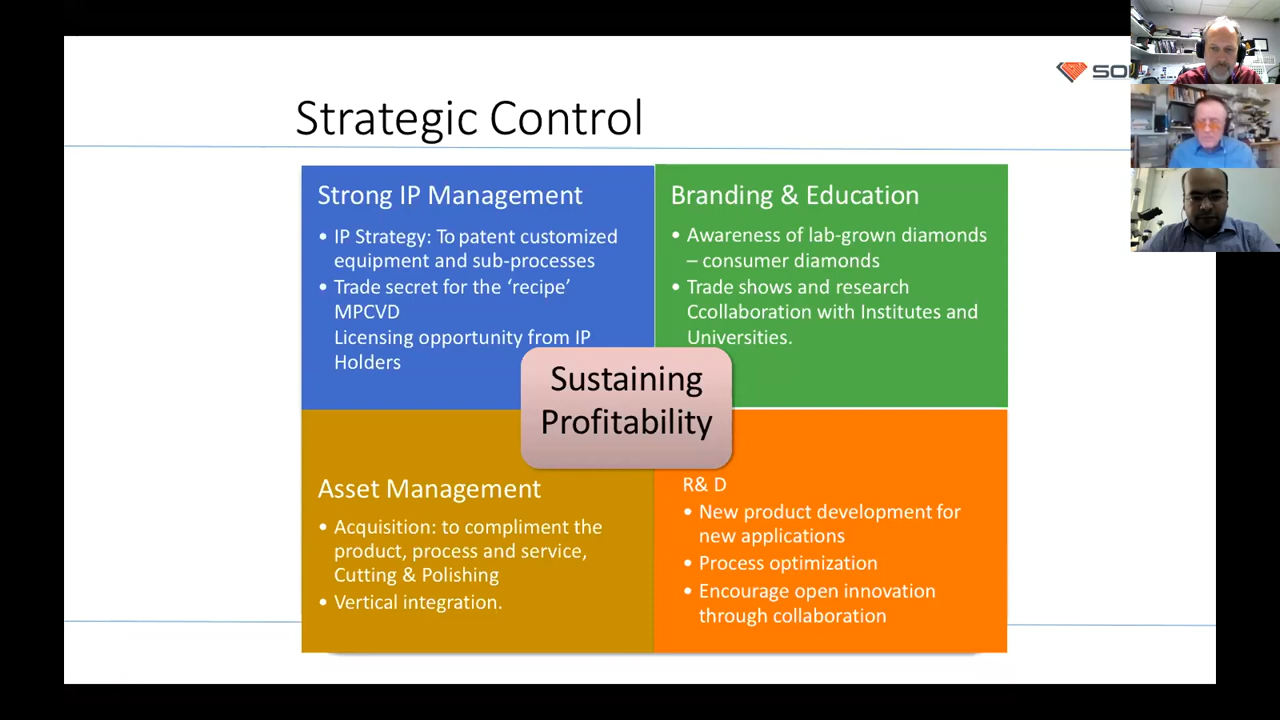 Strategic Control
Strong IP Management
• IP Strategy: To patent customized
equipment and sub-processes
• Trade secret for the ‘recipe’
MPCVD
Licensing opportunity from IP
Holders
Branding & Education
• Awareness of lab-grown diamonds
– consumer diamonds
• Trade shows and research
Ccollaboration with Institutes and
Universities.
Sustaining
Profitability
Asset Management
• Acquisition: to compliment the
product, process and service,
Cutting & Polishing
• Vertical integration.
R& D
• New product development for
new applications
• Process optimization
• Encourage open innovation
through collaboration